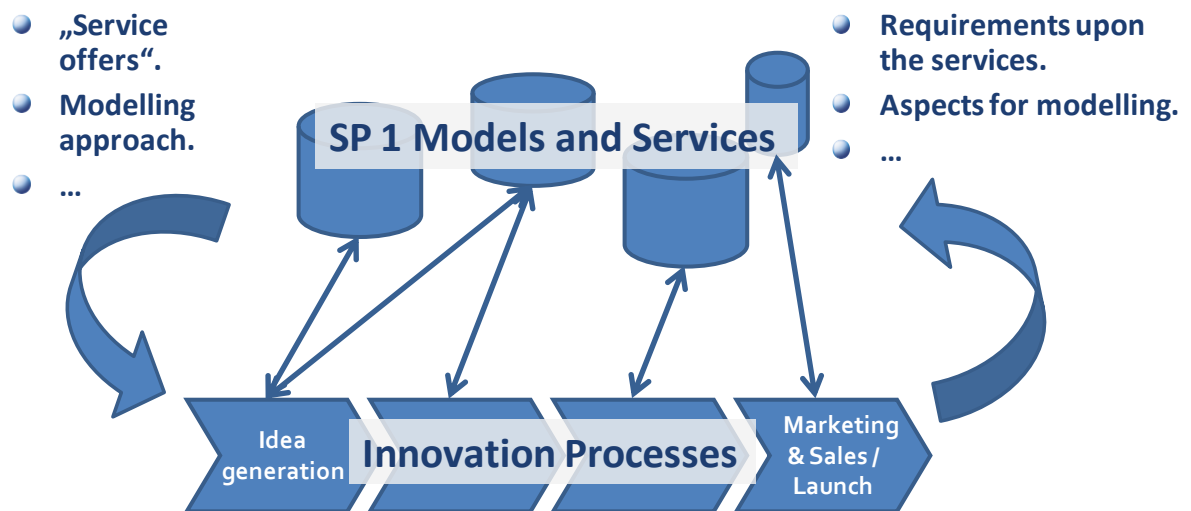 „Service
offers“.
Modelling
approach.
…
Requirements upon
the services.
Aspects for modelling.
…
SP 1 Models and Services
Idea
generation
Innovation Processes
Marketing
& Sales /
Launch